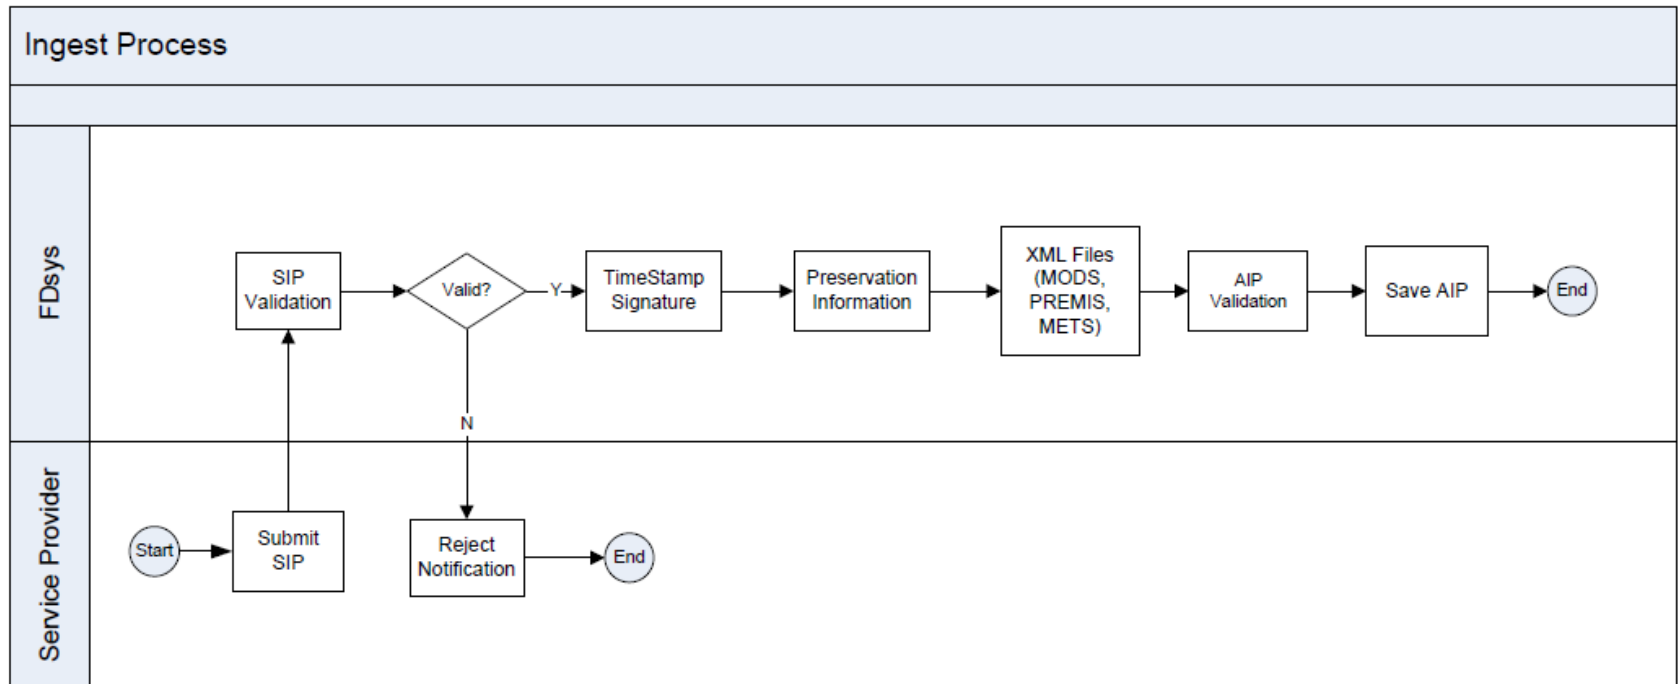 Ingest Process
FDsys
SIP
Validation
Valid?
Y
TimeStamp
Signature
Preservation
Information
XML Files
(MODS,
PREMIS,
METS)
AIP
Validation
Save AIP
End
N
Service Provider
Start
Submit
SIP
Reject
Notification
End